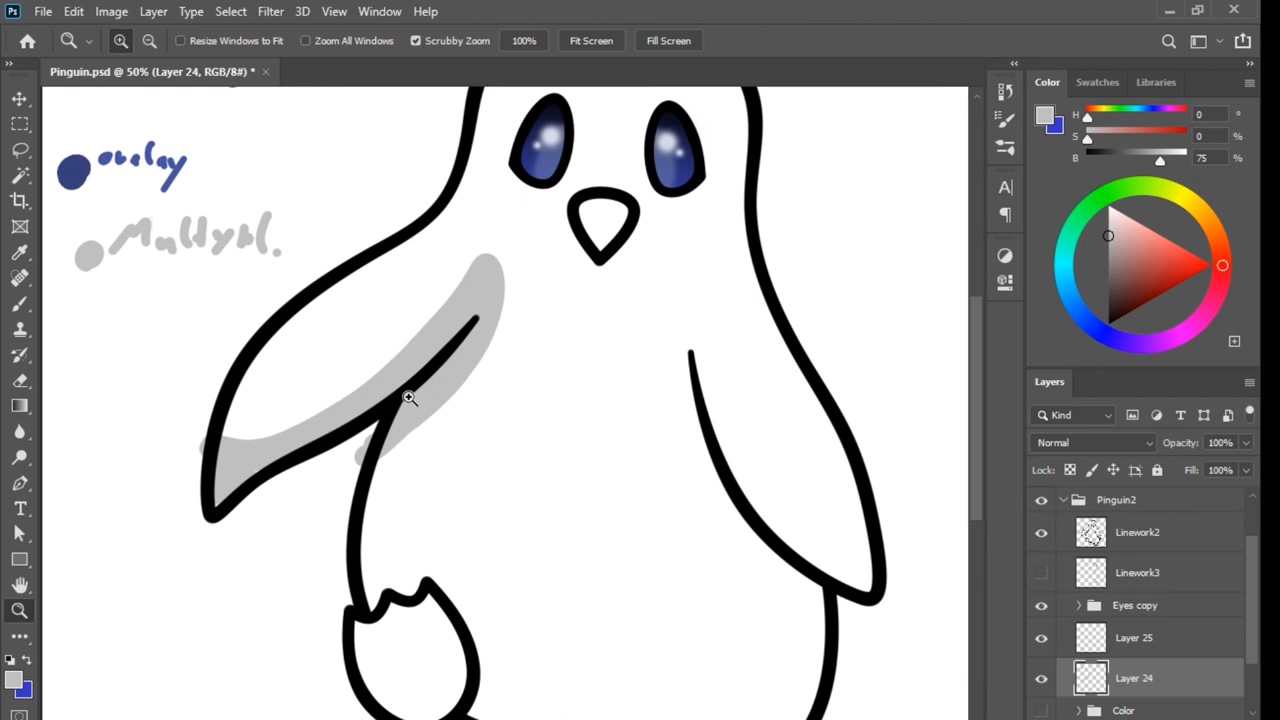 Ps File Edit Image Layer Type Select Filter 3D View Window Help
Resize Windows to Fit Zoom All Windows Scrubby Zoom 100% Fit Screen Fill Screen
Pinguin.psd @ 50% (Layer 24, RGB/8#) * ×
overlay
Color Swatches Libraries
H 0 °
S 0 %
B 75 %
Layers
Kind
Normal Opacity: 100%
Lock: Fill: 100%
Pinguin2
Linework2
Linework3
Eyes copy
Layer 25
Layer 24
Color